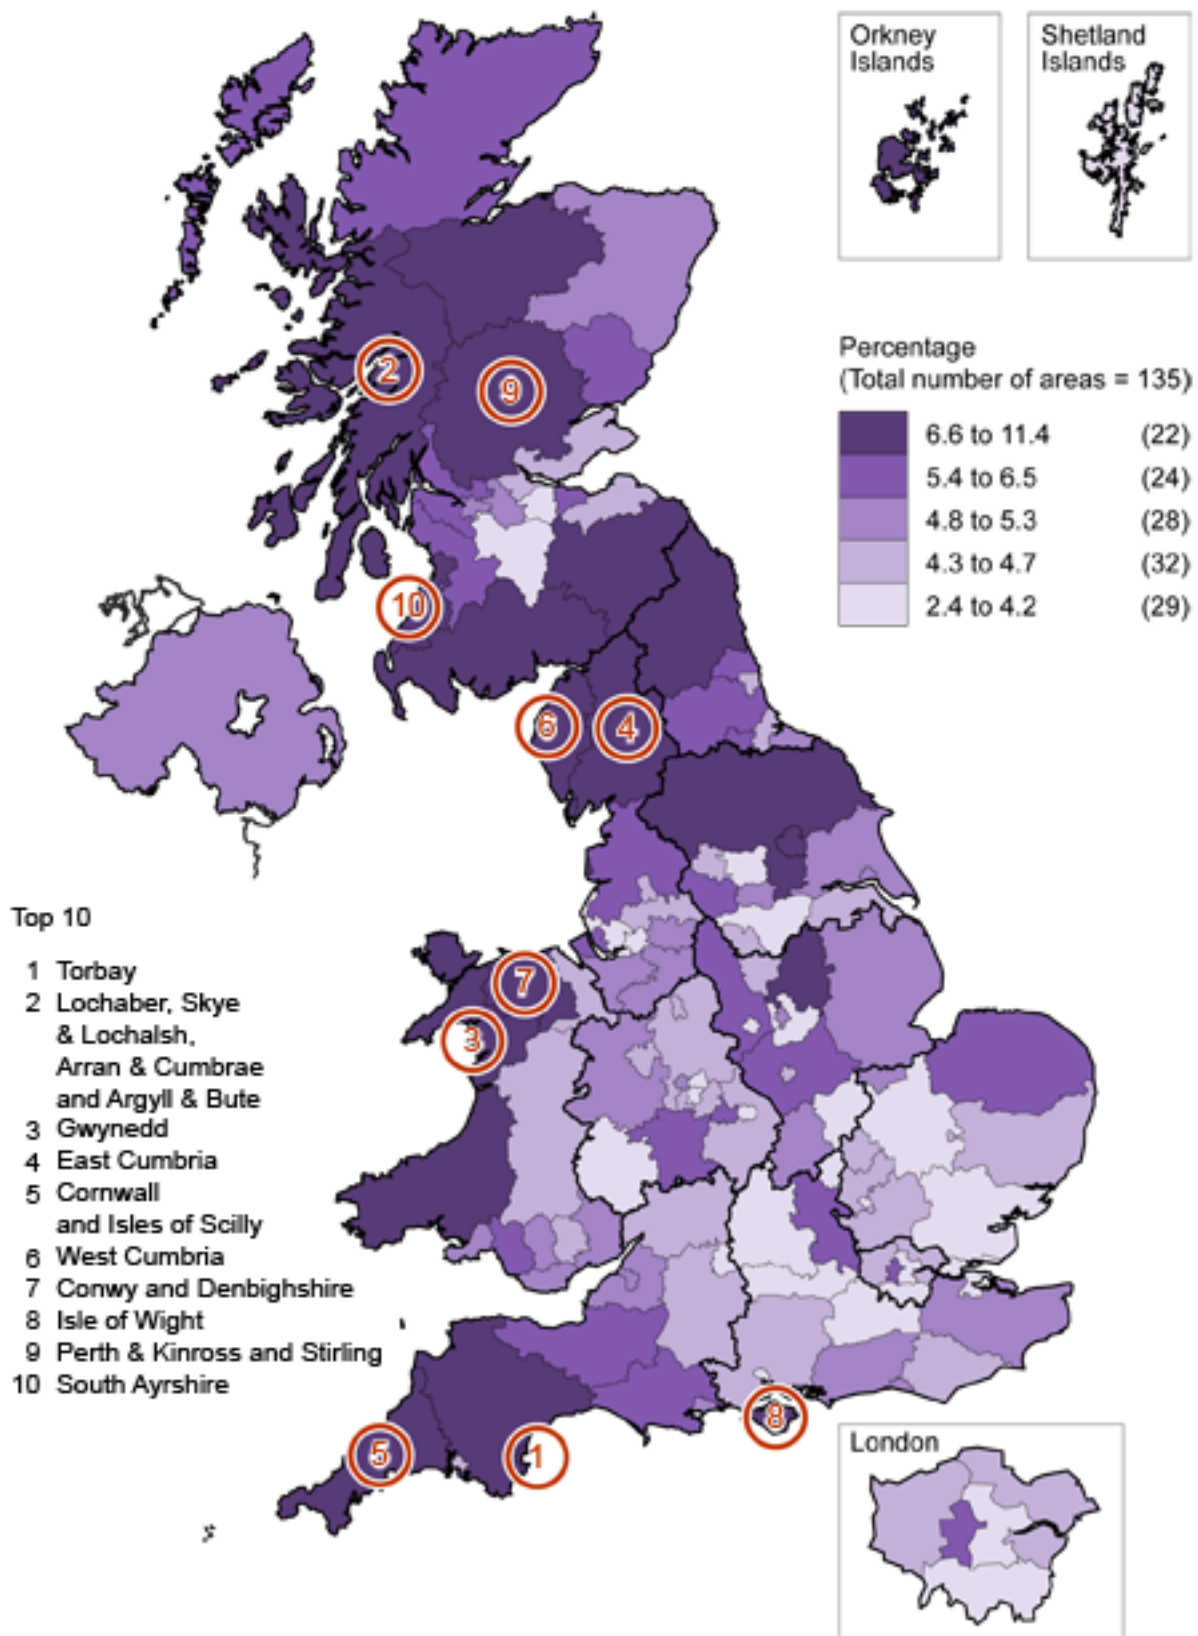 Orkney
Islands
Shetland
Islands
Percentage
(Total number of areas = 135)
6.6 to 11.4 (22)
5.4 to 6.5 (24)
4.8 to 5.3 (28)
4.3 to 4.7 (32)
2.4 to 4.2 (29)
2
9
10
6
4
7
3
8
5
1
Top 10
1 Torbay
2 Lochaber, Skye
& Lochalsh,
Arran & Cumbrae
and Argyll & Bute
3 Gwynedd
4 East Cumbria
5 Cornwall
and Isles of Scilly
6 West Cumbria
7 Conwy and Denbighshire
8 Isle of Wight
9 Perth & Kinross and Stirling
10 South Ayrshire
London